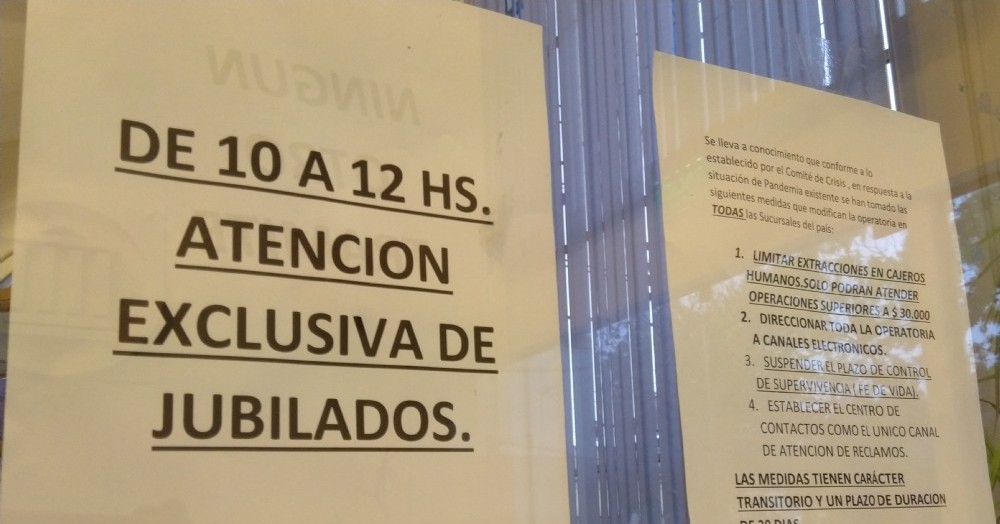 NINGUN
DE 10 A 12 HS.
ATENCION
EXCLUSIVA DE
JUBILADOS.
Se lleva a conocimiento que conforme a lo
establecido por el Comité de Crisis , en respuesta a la
situación de Pandemia existente se han tomado las
siguientes medidas que modifican la operatoria en
TODAS las Sucursales del país:
1. LIMITAR EXTRACCIONES EN CAJEROS
HUMANOS.SOLO PODRAN ATENDER
OPERACIONES SUPERIORES A $ 30.000
2. DIRECCIONAR TODA LA OPERATORIA
A CANALES ELECTRÓNICOS.
3. SUSPENDER EL PLAZO DE CONTROL
DE SUPERVIVENCIA ( FE DE VIDA).
4. ESTABLECER EL CENTRO DE
CONTACTOS COMO EL UNICO CANAL
DE ATENCION DE RECLAMOS.
LAS MEDIDAS TIENEN CARÁCTER
TRANSITORIO Y UN PLAZO DE DURACION
DE 30 DIAS